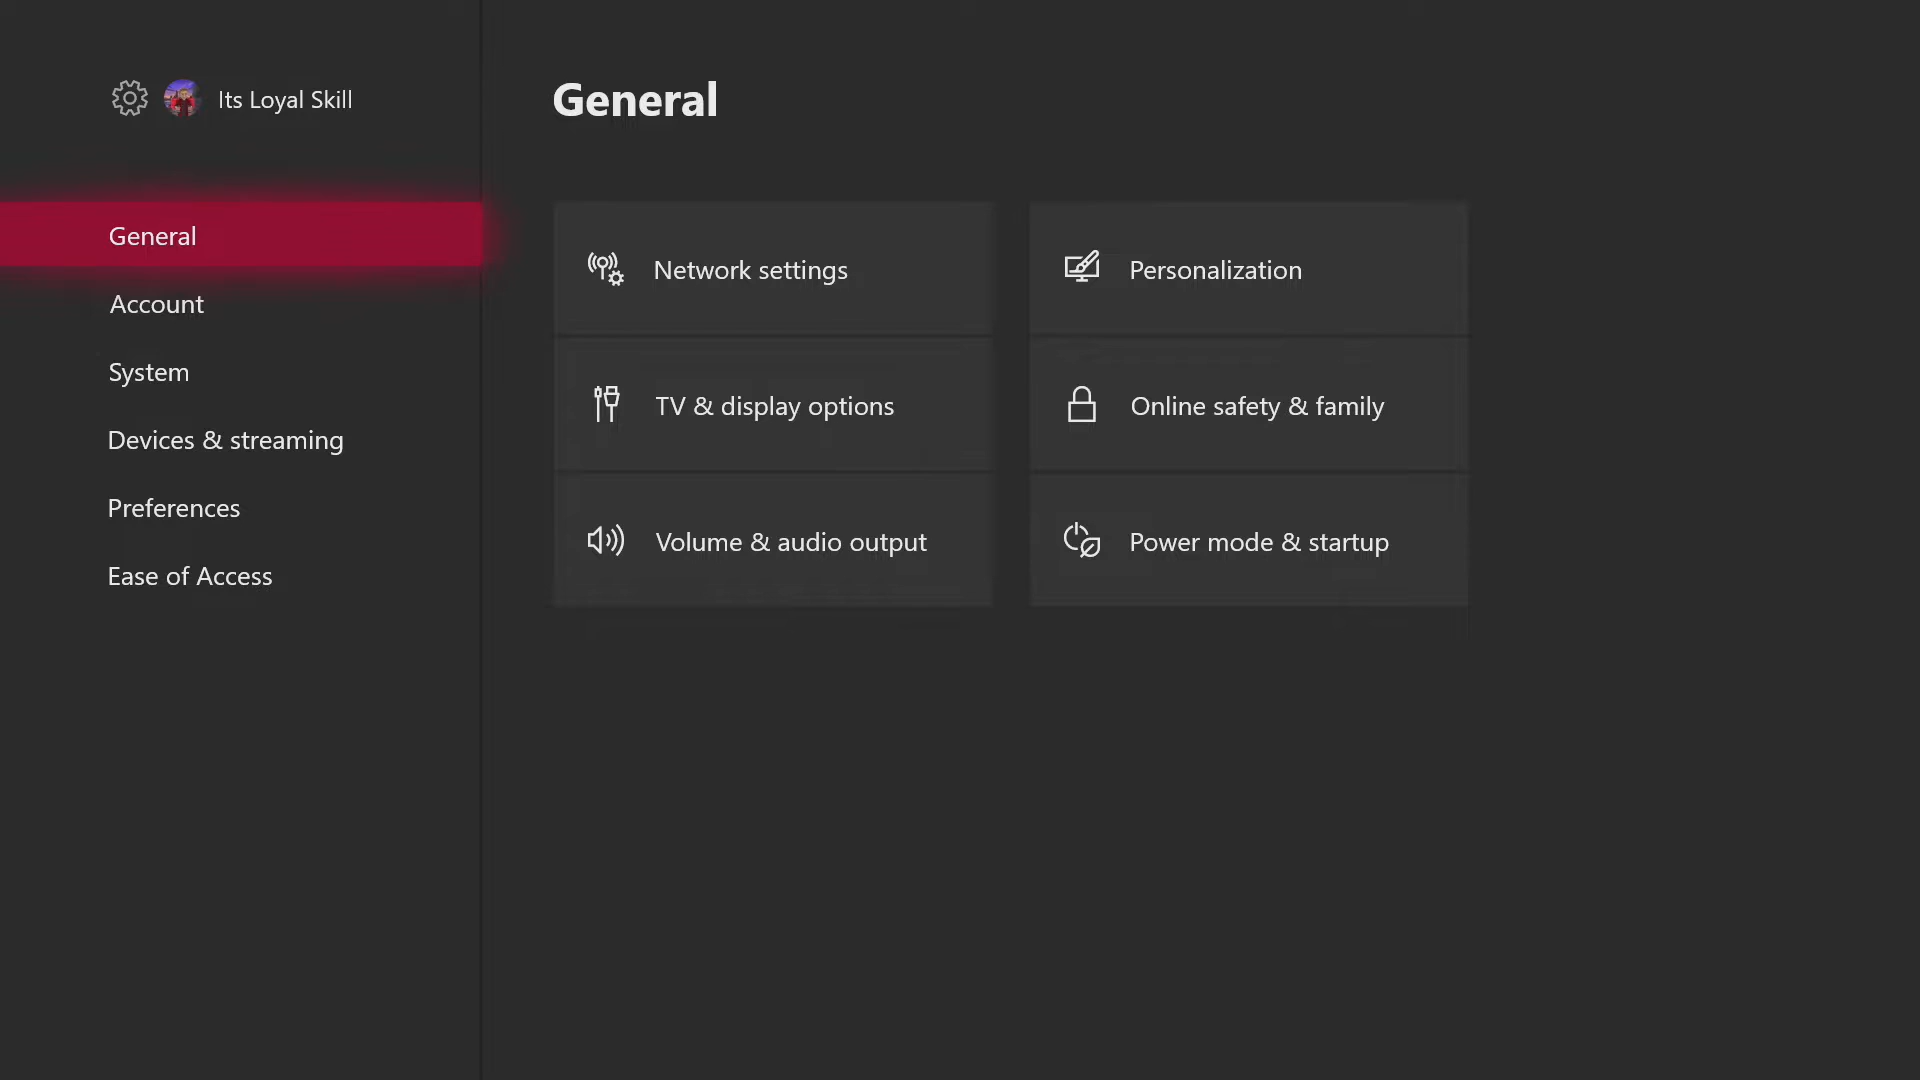 Its Loyal Skill
General
Account
System
Devices & streaming
Preferences
Ease of Access
General
Network settings
TV & display options
Volume & audio output
Personalization
Online safety & family
Power mode & startup